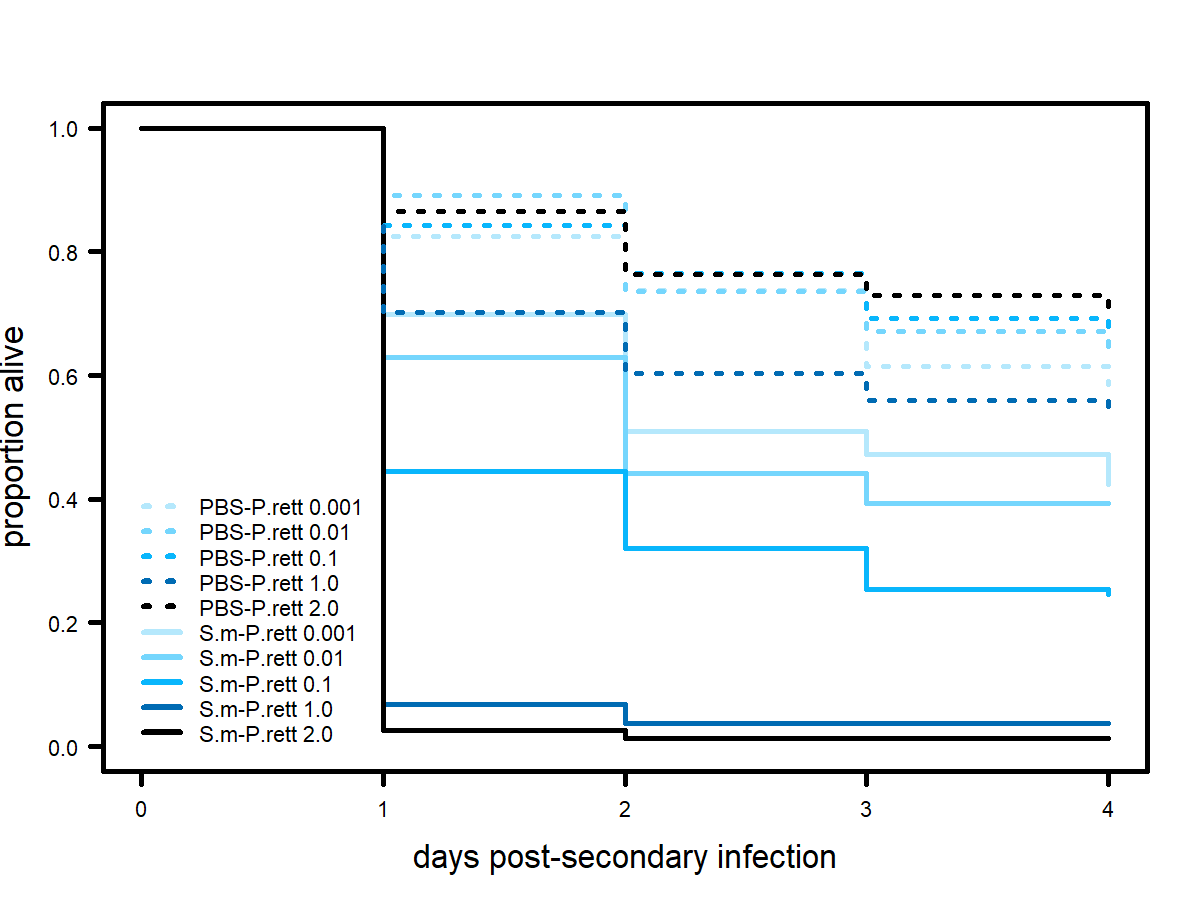 1.0
0.8
0.6
0.4
0.2
0.0
proportion alive
PBS-P.rett 0.001
PBS-P.rett 0.01
PBS-P.rett 0.1
PBS-P.rett 1.0
PBS-P.rett 2.0
S.m-P.rett 0.001
S.m-P.rett 0.01
S.m-P.rett 0.1
S.m-P.rett 1.0
S.m-P.rett 2.0
0 1 2 3 4
days post-secondary infection